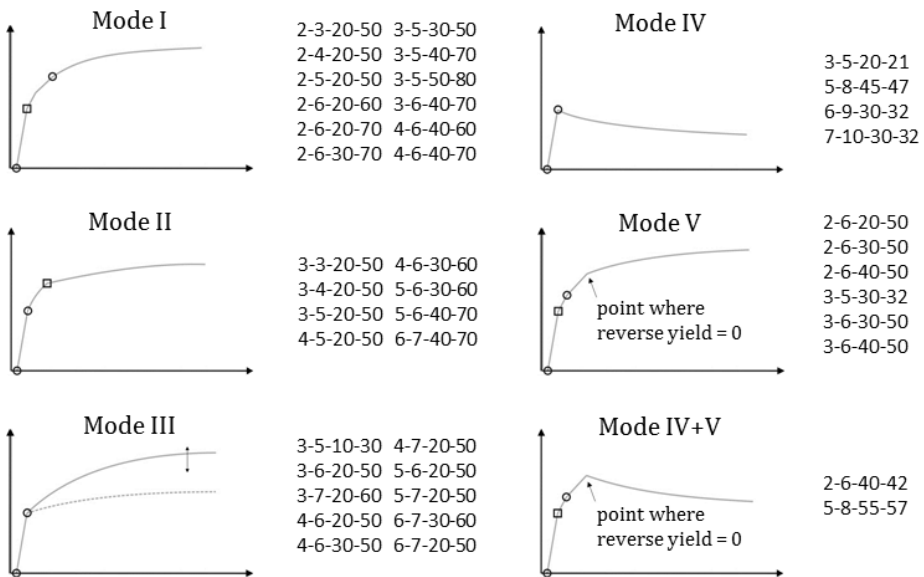 Mode I
2-3-20-50 3-5-30-50
2-4-20-50 3-5-40-70
2-5-20-50 3-5-50-80
2-6-20-60 3-6-40-70
2-6-20-70 4-6-40-60
2-6-30-70 4-6-40-70
Mode IV
3-5-20-21
5-8-45-47
6-9-30-32
7-10-30-32
Mode II
3-3-20-50 4-6-30-60
3-4-20-50 5-6-30-60
3-5-20-50 5-6-40-70
4-5-20-50 6-7-40-70
Mode V
point where
reverse yield = 0
2-6-20-50
2-6-30-50
2-6-40-50
3-5-30-32
3-6-30-50
3-6-40-50
Mode III
3-5-10-30 4-7-20-50
3-6-20-50 5-6-20-50
3-7-20-60 5-7-20-50
4-6-20-50 6-7-30-60
4-6-30-50 6-7-20-50
Mode IV+V
point where
reverse yield = 0
2-6-40-42
5-8-55-57